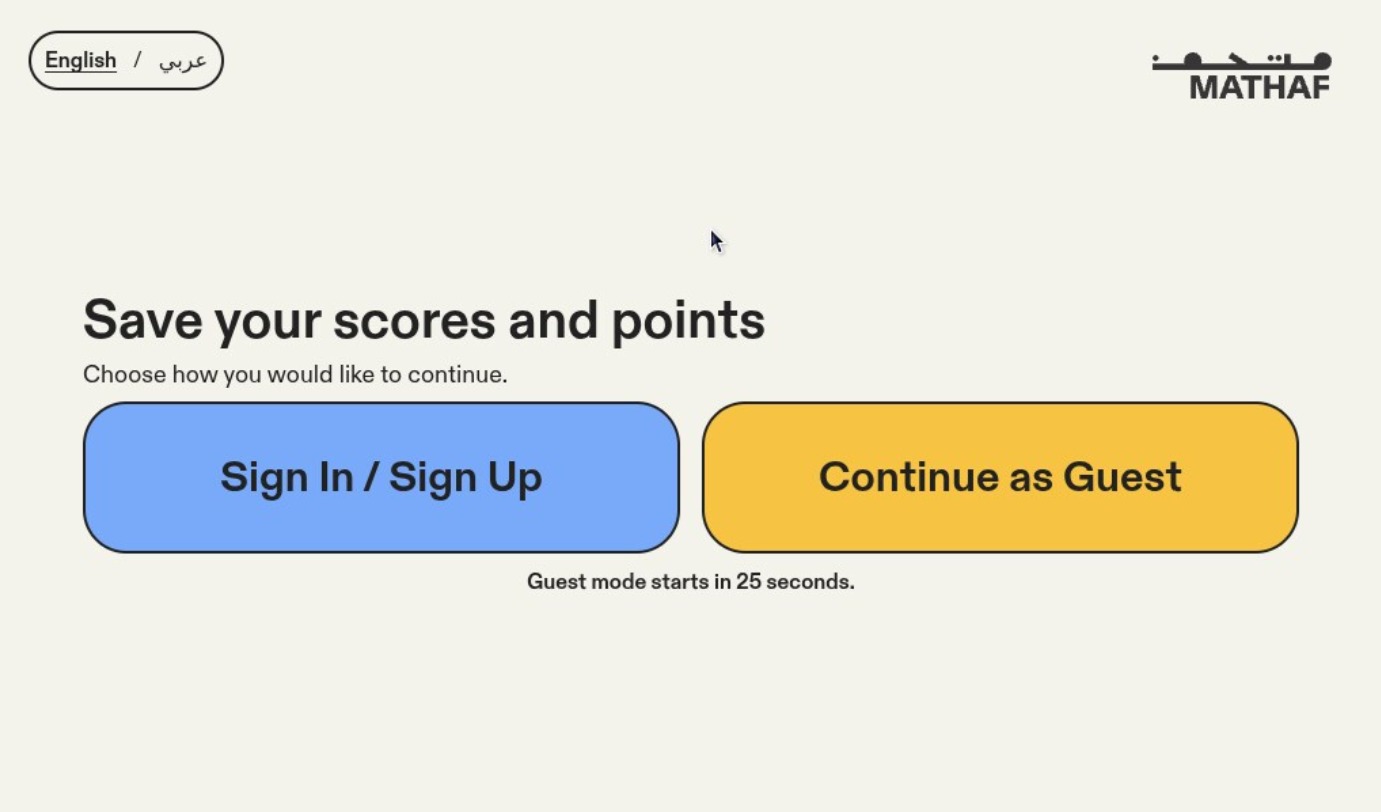 English / عربي
متحف
MATHAF
Save your scores and points
Choose how you would like to continue.
Sign In / Sign Up
Continue as Guest
Guest mode starts in 25 seconds.